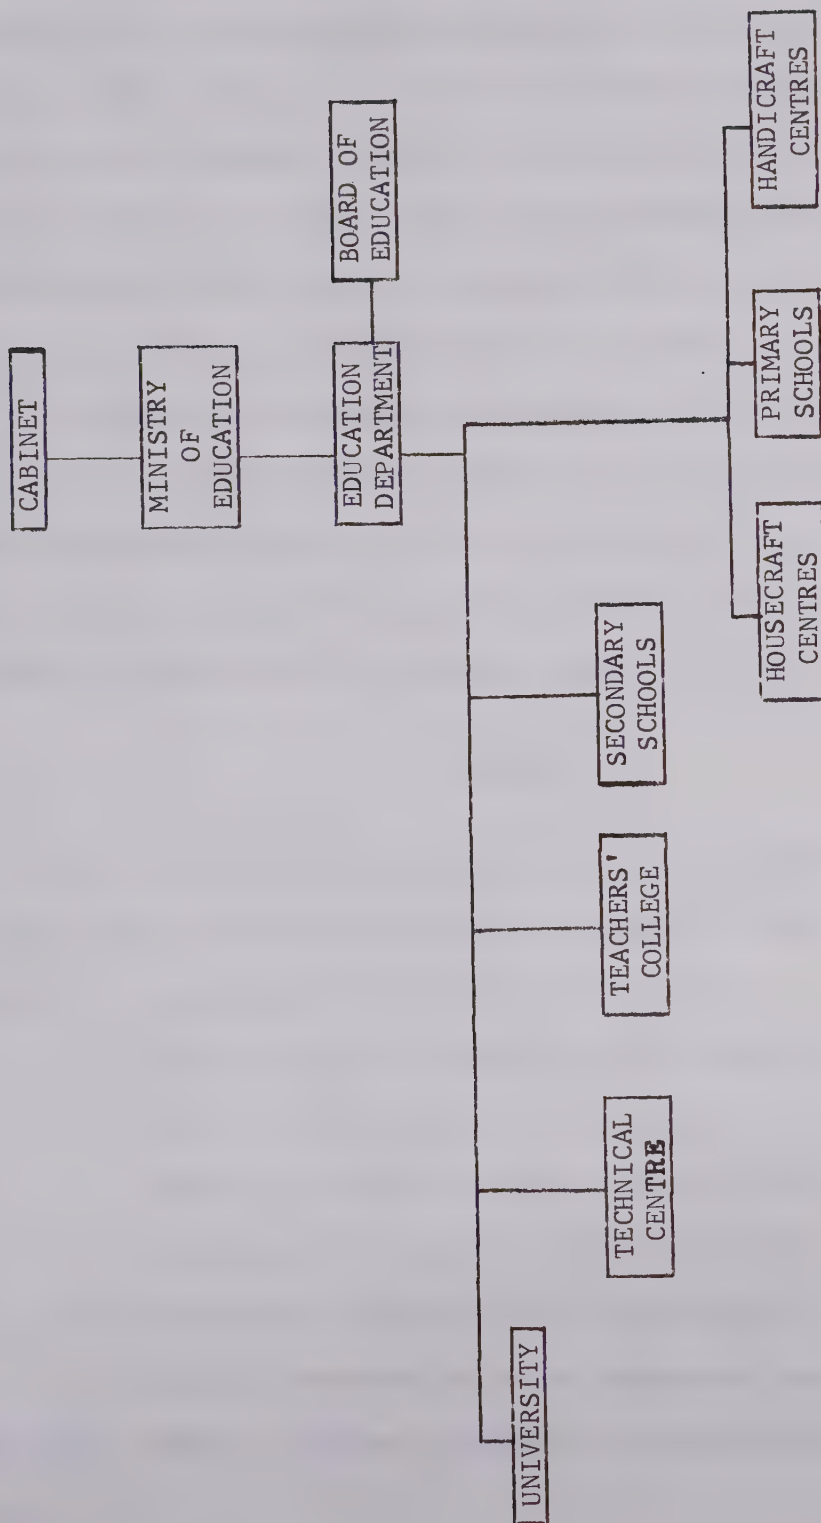 CABINET
MINISTRY
OF
EDUCATION
EDUCATION
DEPARTMENT
BOARD OF
EDUCATION
UNIVERSITY
TECHNICAL
CENTRE
TEACHERS'
COLLEGE
SECONDARY
SCHOOLS
HOUSECRAFT
CENTRES
PRIMARY
SCHOOLS
HANDICRAFT
CENTRES